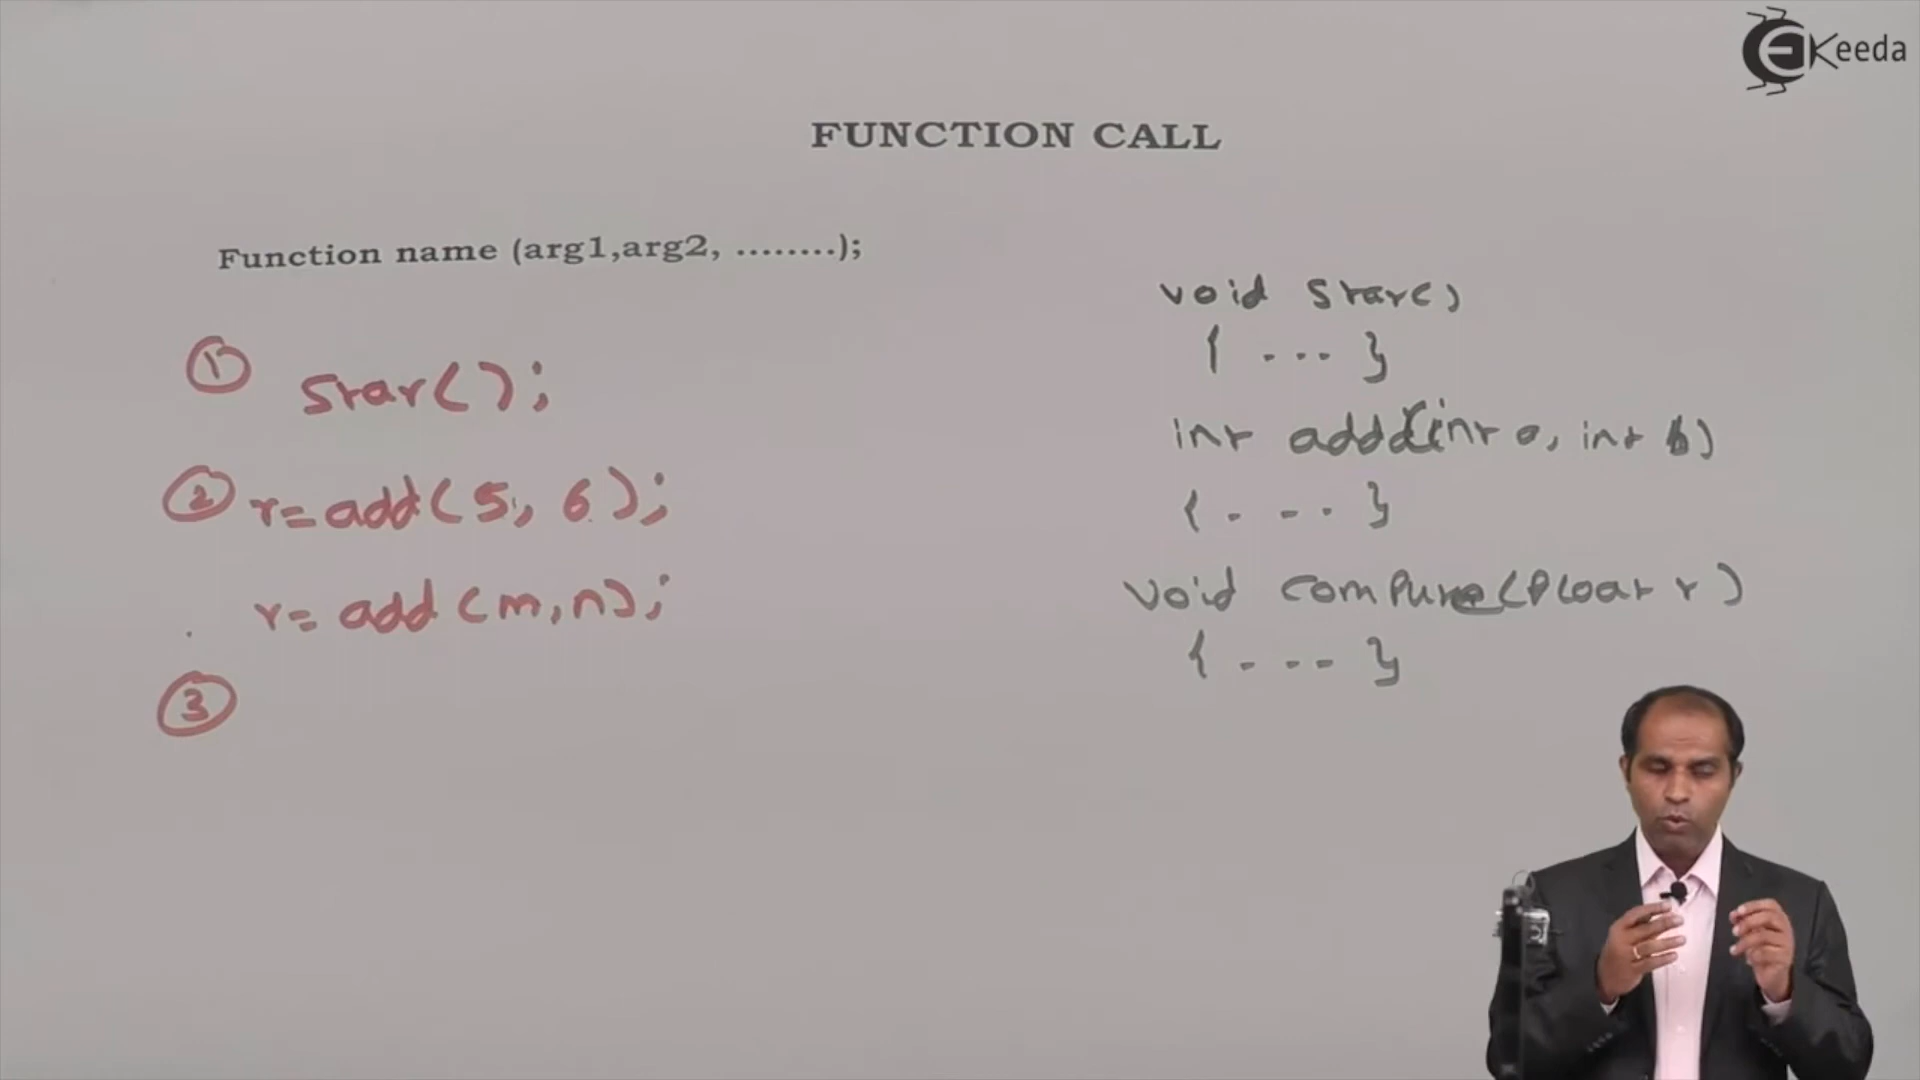 EKeeda
FUNCTION CALL
Function name (arg1,arg2, ........);
① star();
② r=add(5, 6);
r= add(m,n);
③
void star()
{ ... }
int add(int a, int b)
{ . ... }
void compute(float r)
{ . ... }